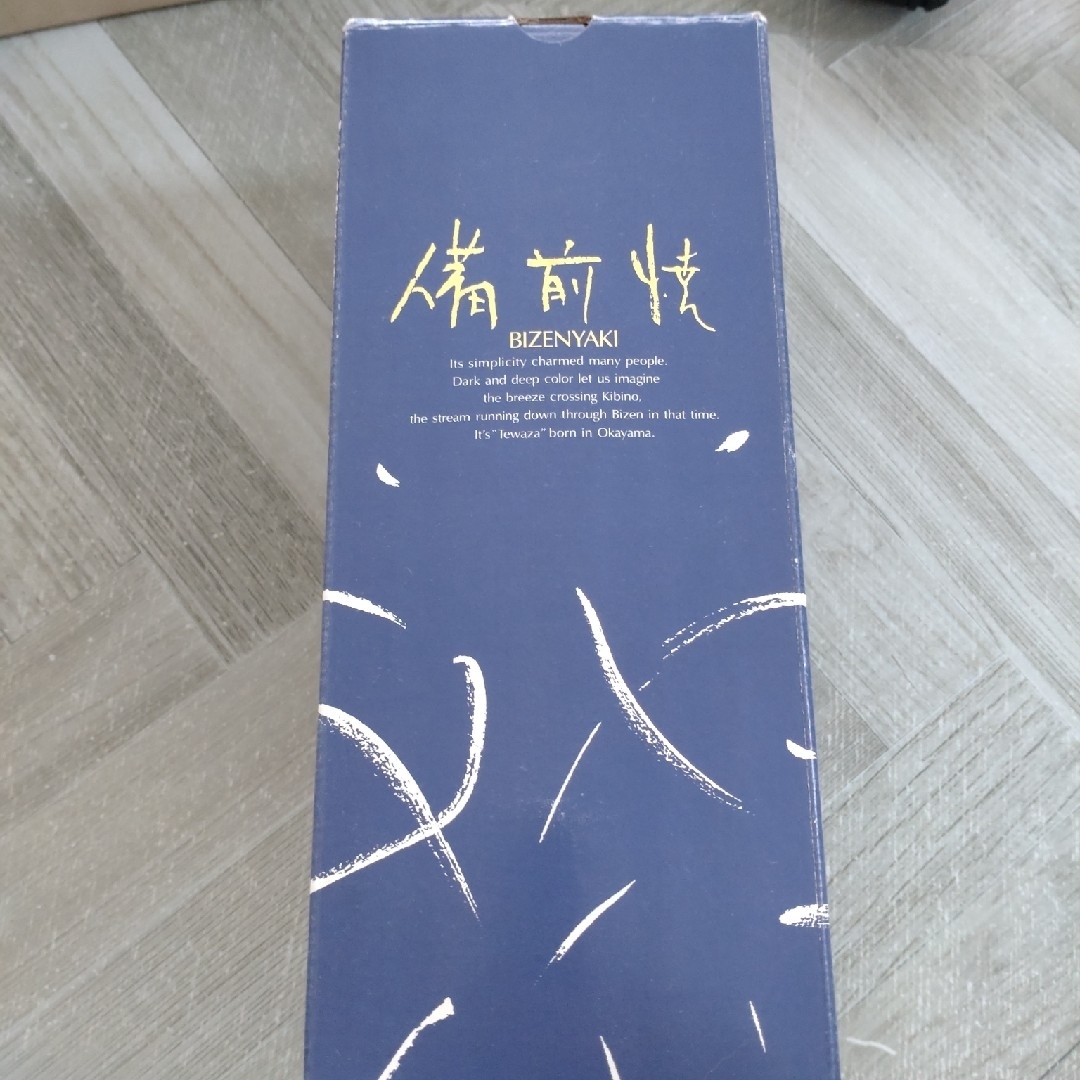 備前焼
BIZENYAKI
Its simplicity charmed many people.
Dark and deep color let us imagine
the breeze crossing Kibino,
the stream running down through Bizen in that time.
It's "Tewaza" born in Okayama.